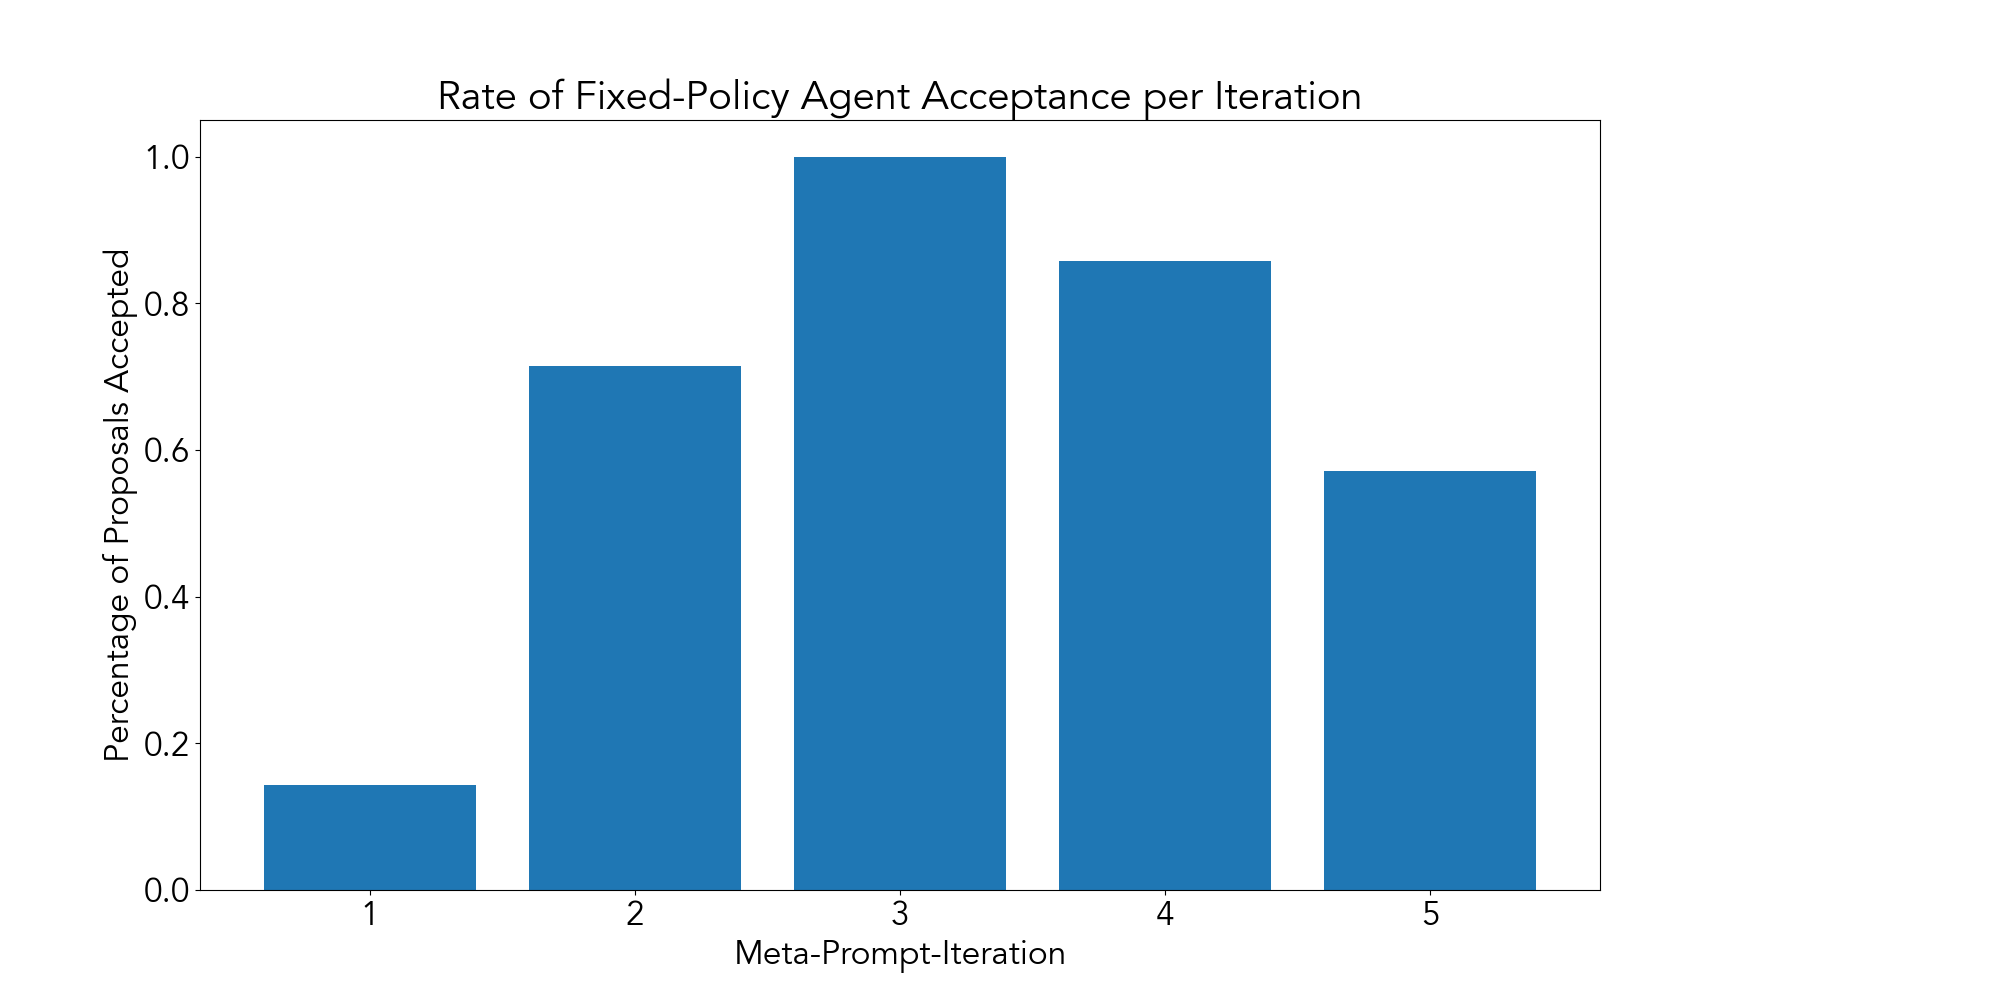 Rate of Fixed-Policy Agent Acceptance per Iteration
Percentage of Proposals Accepted
1.0
0.8
0.6
0.4
0.2
0.0
1 2 3 4 5
Meta-Prompt-Iteration